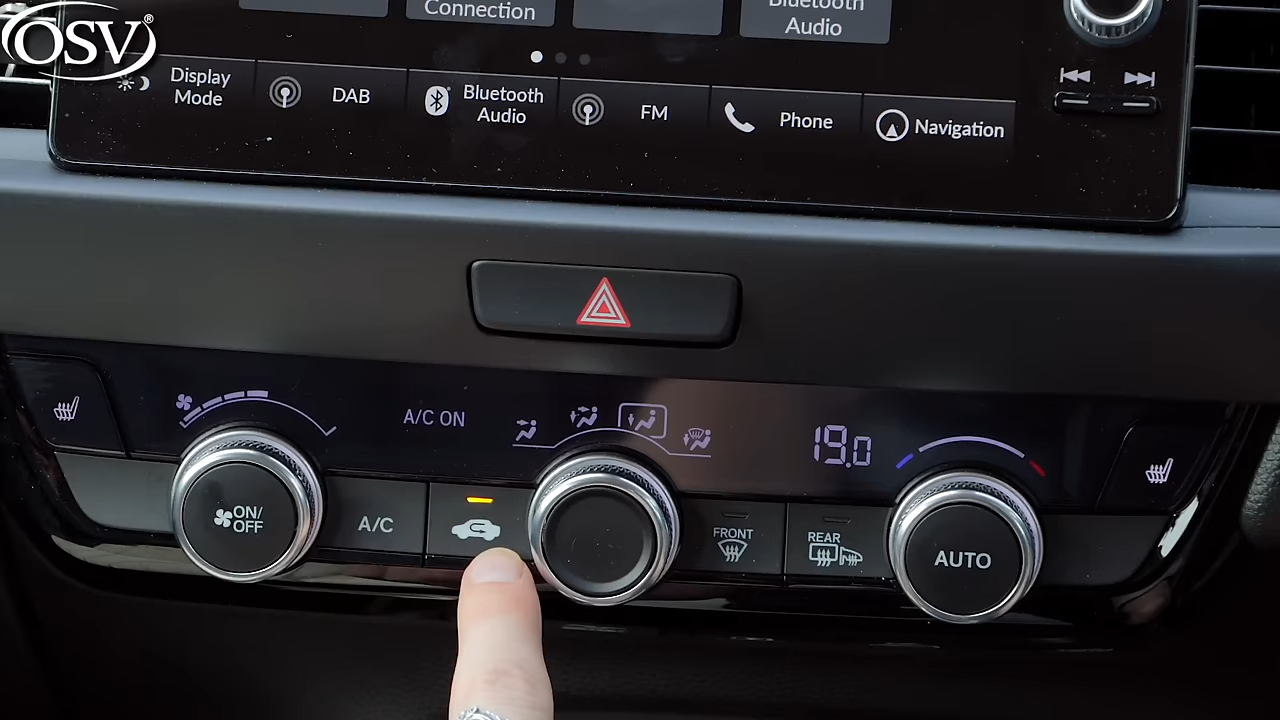 OSV®
Connection
Bluetooth
Audio
Display
Mode
DAB
Bluetooth
Audio
FM
Phone
Navigation
A/C ON
19.0
ON/
OFF
A/C
FRONT
REAR
AUTO